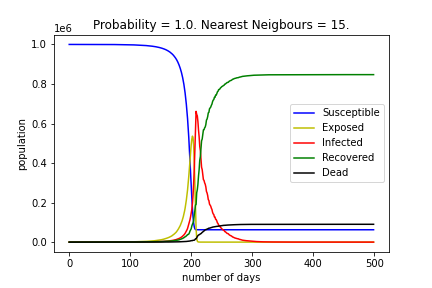 Probability = 1.0. Nearest Neigbours = 15.
1e6
1.0
0.8
0.6
0.4
0.2
0.0
population
Susceptible
Exposed
Infected
Recovered
Dead
0 100 200 300 400 500
number of days